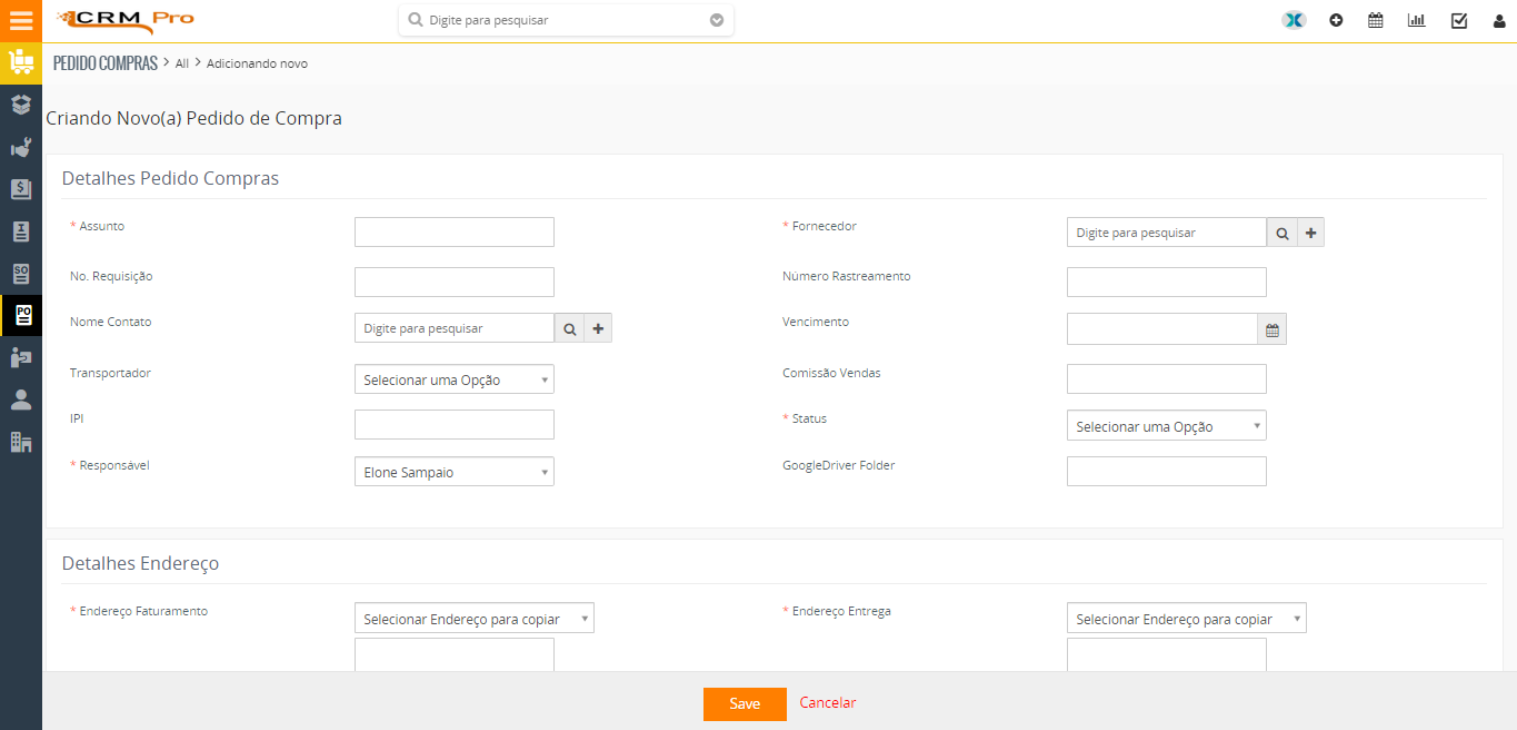 CRM Pro
Digite para pesquisar
PEDIDO COMPRAS > All > Adicionando novo
Criando Novo(a) Pedido de Compra
Detalhes Pedido Compras
* Assunto
* Fornecedor
Digite para pesquisar
No. Requisição
Número Rastreamento
Nome Contato
Digite para pesquisar
Vencimento
Transportador
Selecionar uma Opção
Comissão Vendas
IPI
* Status
Selecionar uma Opção
* Responsável
Elone Sampaio
GoogleDriver Folder
Detalhes Endereço
* Endereço Faturamento
Selecionar Endereço para copiar
* Endereço Entrega
Selecionar Endereço para copiar
Save
Cancelar
$
I
SO
PO